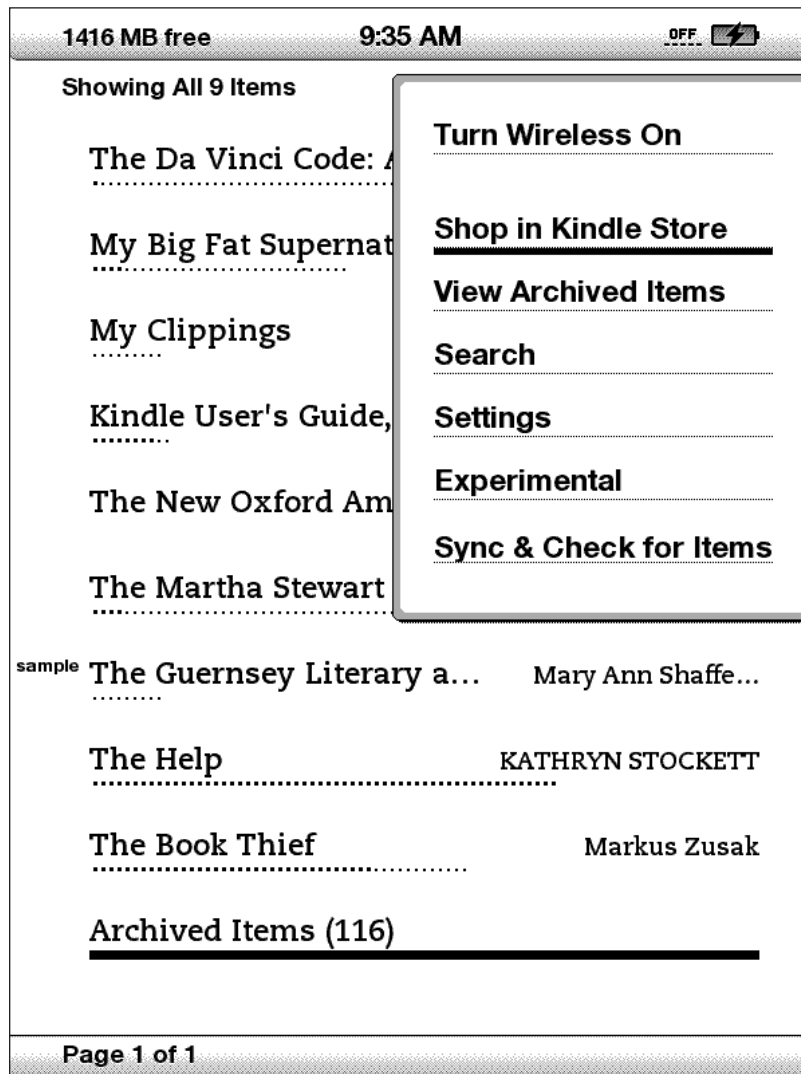 1416 MB free 9:35 AM OFF
Showing All 9 Items
The Da Vinci Code:
My Big Fat Supernat
My Clippings
Kindle User's Guide,
The New Oxford Am
The Martha Stewart
sample The Guernsey Literary a... Mary Ann Shaffe...
The Help KATHRYN STOCKETT
The Book Thief Markus Zusak
Archived Items (116)
Turn Wireless On
Shop in Kindle Store
View Archived Items
Search
Settings
Experimental
Sync & Check for Items
Page 1 of 1